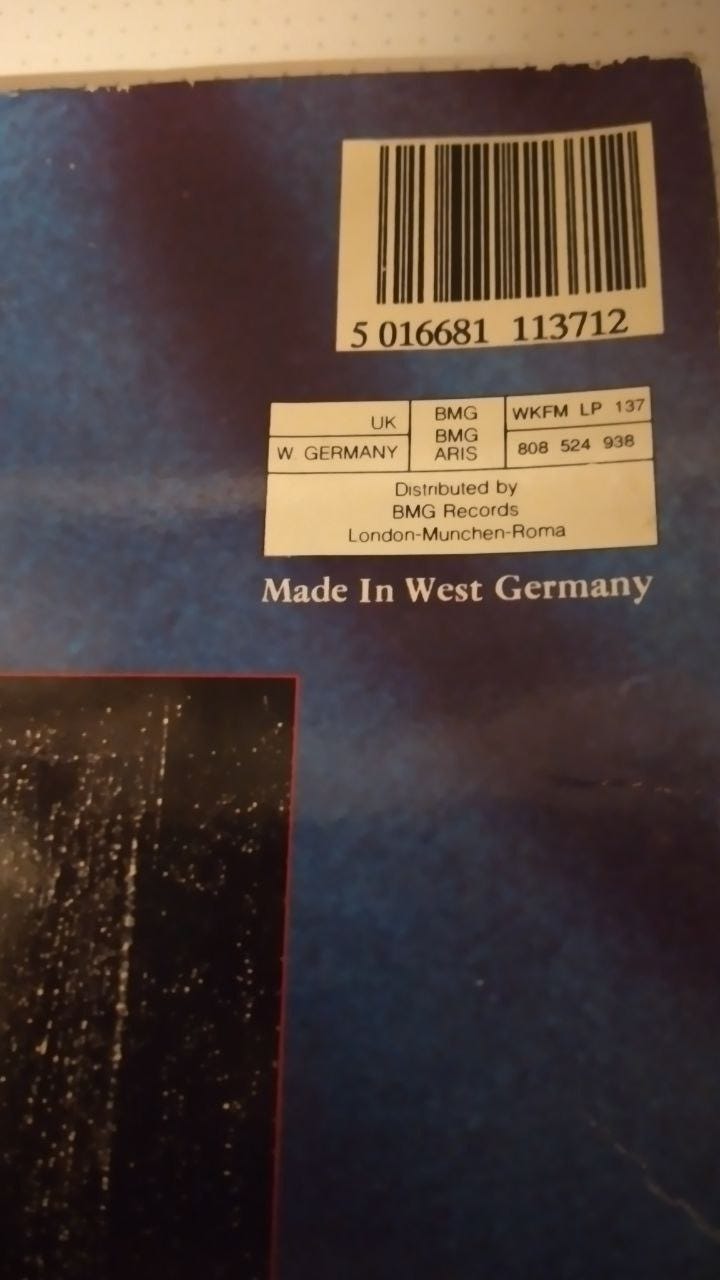 5 016681 113712
UK BMG WKFM LP 137
W. GERMANY BMG ARIS 808 524 938
Distributed by
BMG Records
London-Munchen-Roma
Made In West Germany